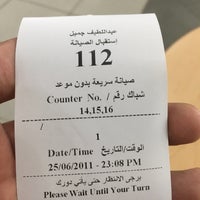 عبداللطيف جميل
استقبال الصيانة
112
صيانة سريعة بدون موعد
Counter No. / شباك رقم
14,15,16
/
1
Date/Time الوقت/التاريخ
25/06/2011 - 23:08 PM
يرجى الانتظار حتى يأتي دورك
Please Wait Until Your Turn